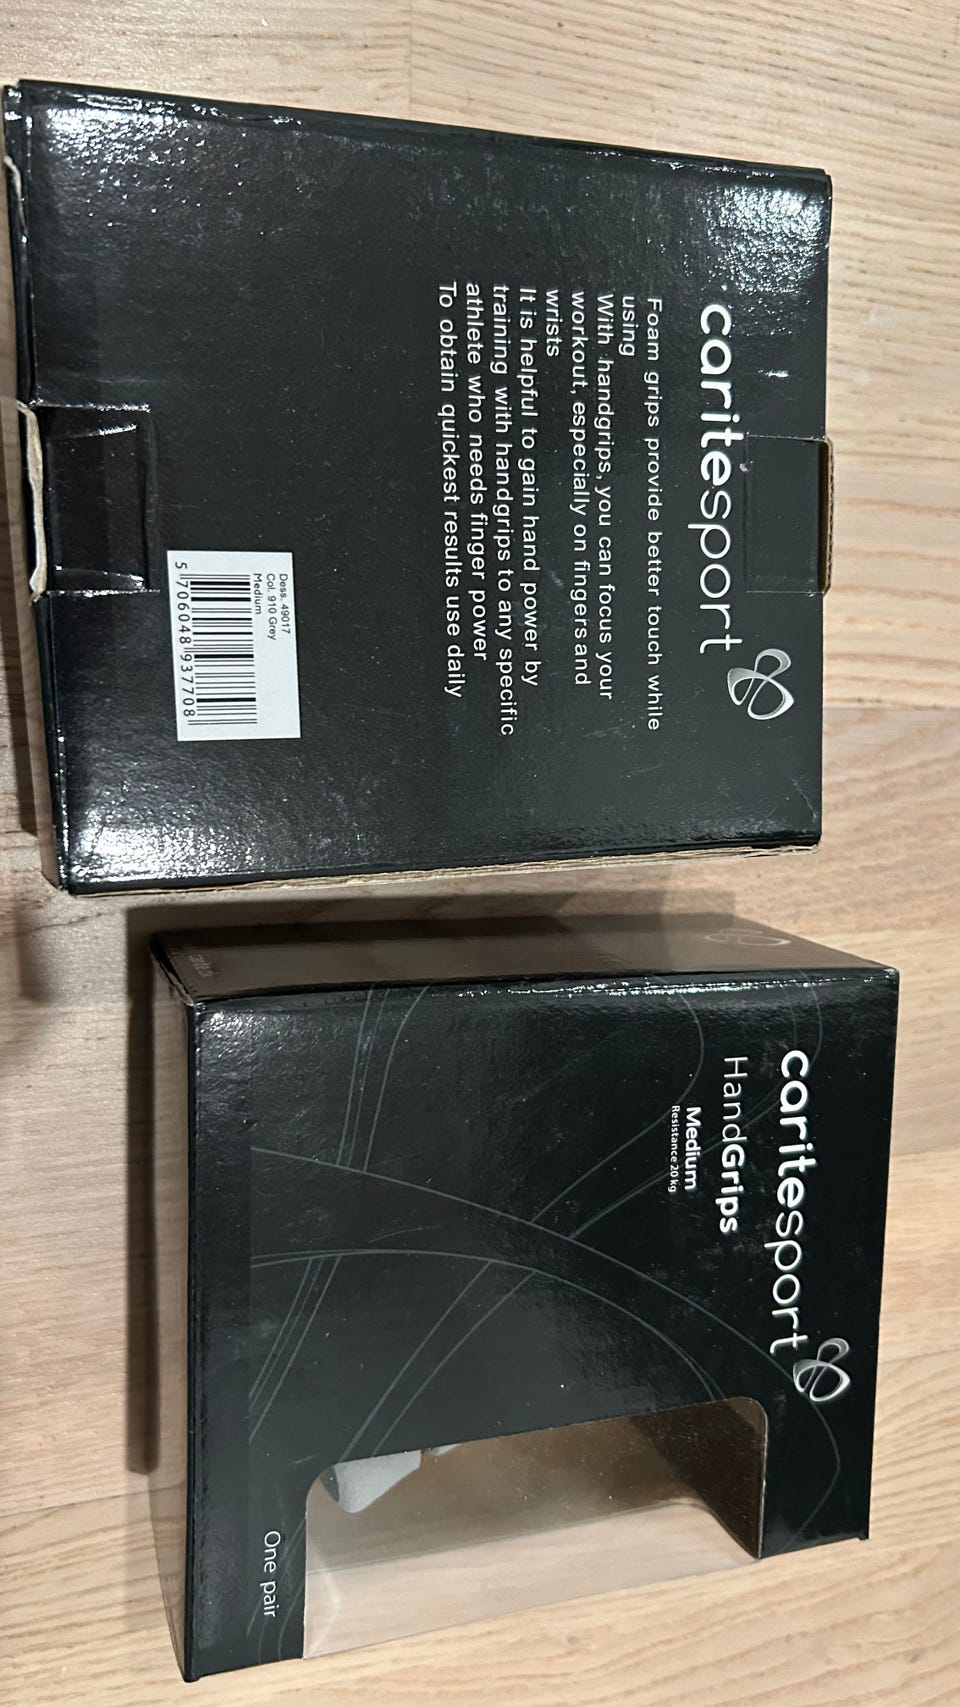 caritesport
Foam grips provide better touch while
using
With handgrips, you can focus your
workout, especially on fingers and
wrists
It is helpful to gain hand power by
training with handgrips to any specific
athlete who needs finger power
To obtain quickest results use daily
Dess. 49017
Col. 910 Grey
Medium
5 706048 937708
caritesport
HandGrips
Medium
Resistance 20 kg
One pair